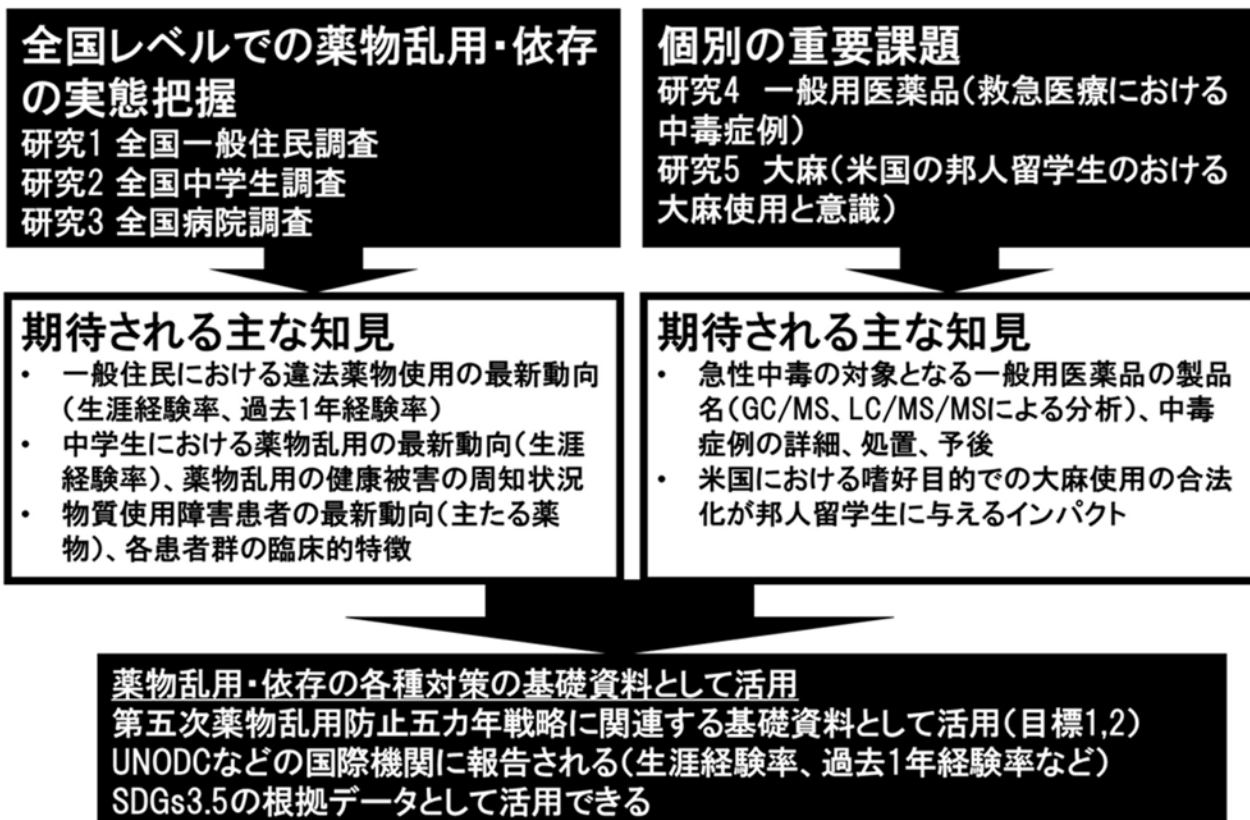 全国レベルでの薬物乱用・依存
の実態把握
研究1 全国一般住民調査
研究2 全国中学生調査
研究3 全国病院調査
個別の重要課題
研究4 一般用医薬品(救急医療における
中毒症例)
研究5 大麻(米国の邦人留学生のおける
大麻使用と意識)
期待される主な知見
• 一般住民における違法薬物使用の最新動向
(生涯経験率、過去1年経験率)
• 中学生における薬物乱用の最新動向(生涯
経験率)、薬物乱用の健康被害の周知状況
• 物質使用障害患者の最新動向(主たる薬
物)、各患者群の臨床的特徴
期待される主な知見
• 急性中毒の対象となる一般用医薬品の製品
名(GC/MS、LC/MS/MSによる分析)、中毒
症例の詳細、処置、予後
• 米国における嗜好目的での大麻使用の合法
化が邦人留学生に与えるインパクト
薬物乱用・依存の各種対策の基礎資料として活用
第五次薬物乱用防止五カ年戦略に関連する基礎資料として活用(目標1,2)
UNODCなどの国際機関に報告される(生涯経験率、過去1年経験率など)
SDGs3.5の根拠データとして活用できる